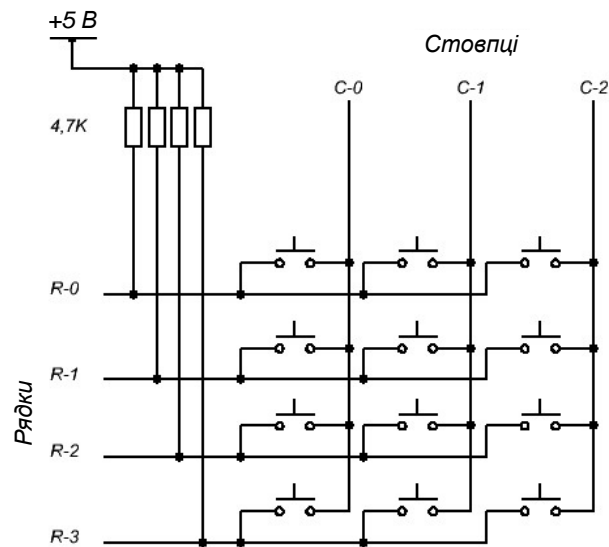 +5 В
Стовпці
C-0
C-1
C-2
4,7K
R-0
R-1
R-2
R-3
Рядки